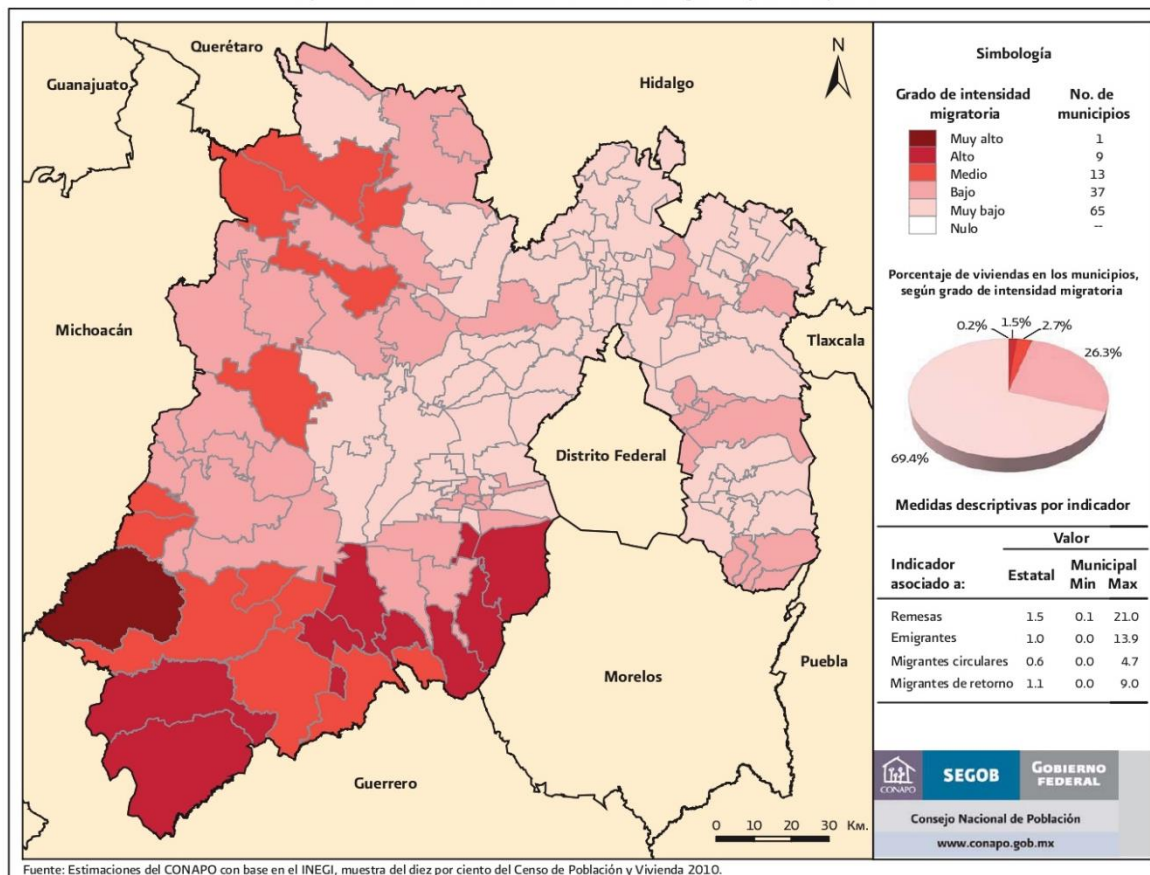 Querétaro
Guanajuato
Hidalgo
N
Michoacán
Tlaxcala
Distrito Federal
Morelos
Puebla
Guerrero
0 10 20 30 Km.
Simbología
Grado de intensidad migratoria No. de municipios
Muy alto 1
Alto 9
Medio 13
Bajo 37
Muy bajo 65
Nulo --
Porcentaje de viviendas en los municipios,
según grado de intensidad migratoria
0.2% 1.5% 2.7%
26.3%
69.4%
Medidas descriptivas por indicador
Valor
Indicador asociado a: Estatal Municipal Min Max
Remesas 1.5 0.1 21.0
Emigrantes 1.0 0.0 13.9
Migrantes circulares 0.6 0.0 4.7
Migrantes de retorno 1.1 0.0 9.0
CONAPO
SEGOB
GOBIERNO
FEDERAL
Consejo Nacional de Población
www.conapo.gob.mx
Fuente: Estimaciones del CONAPO con base en el INEGI, muestra del diez por ciento del Censo de Población y Vivienda 2010.